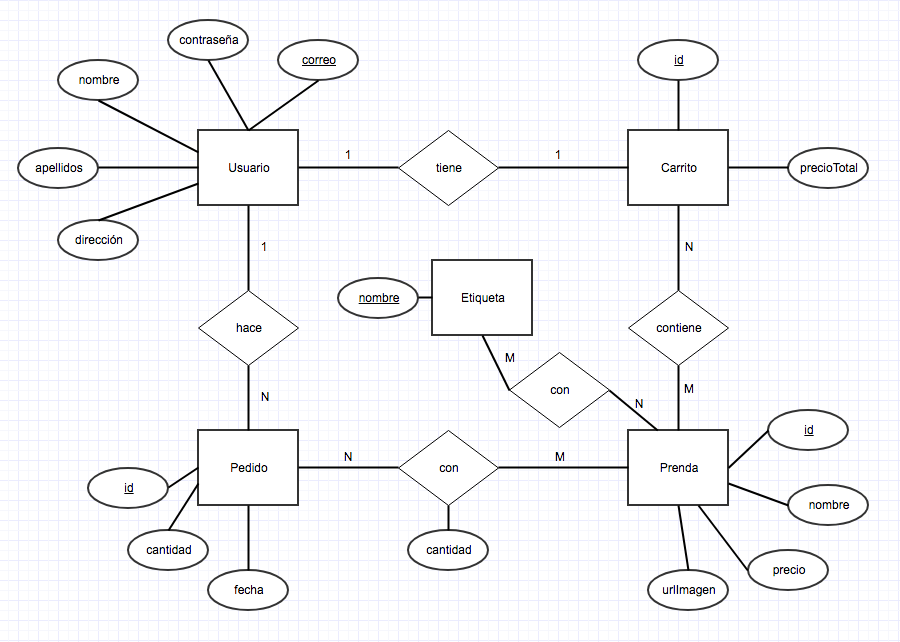 contraseña
correo
id
nombre
Usuario
1
tiene
1
Carrito
precioTotal
apellidos
dirección
1
N
nombre
Etiqueta
hace
contiene
M
con
N
M
N
id
Pedido
N
con
M
Prenda
id
nombre
cantidad
cantidad
precio
fecha
urlImagen